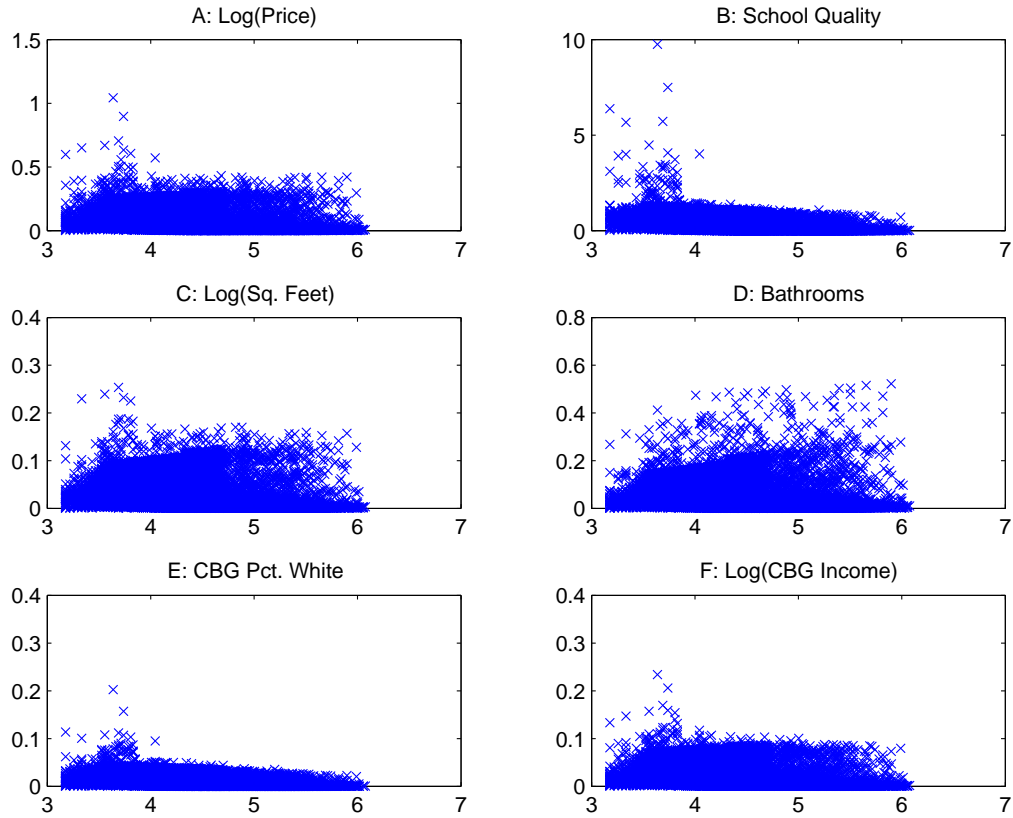 A: Log(Price)
1.5
1
0.5
0
3 4 5 6 7
B: School Quality
10
5
0
3 4 5 6 7
C: Log(Sq. Feet)
0.4
0.3
0.2
0.1
0
3 4 5 6 7
D: Bathrooms
0.8
0.6
0.4
0.2
0
3 4 5 6 7
E: CBG Pct. White
0.4
0.3
0.2
0.1
0
3 4 5 6 7
F: Log(CBG Income)
0.4
0.3
0.2
0.1
0
3 4 5 6 7